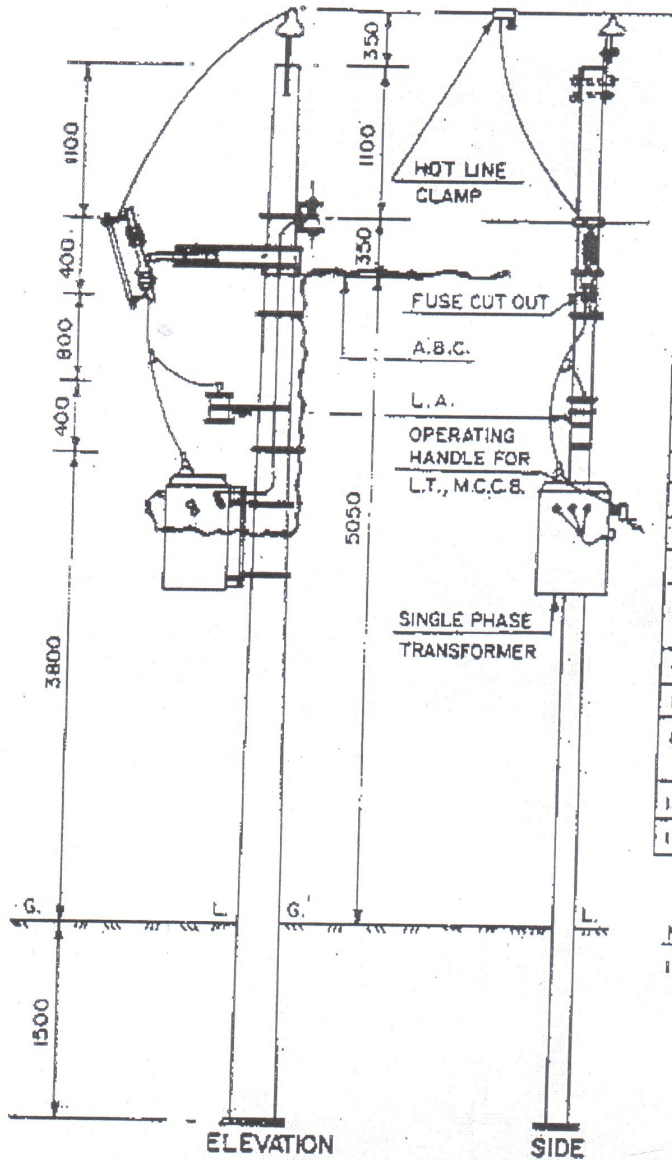 350
1100
1100
HOT LINE
CLAMP
400
350
FUSE CUT OUT
800
A.B.C.
400
L.A.
OPERATING
HANDLE FOR
L.T., M.C.C.B.
5050
SINGLE PHASE
TRANSFORMER
3800
G. L. G. L.
1500
ELEVATION SIDE